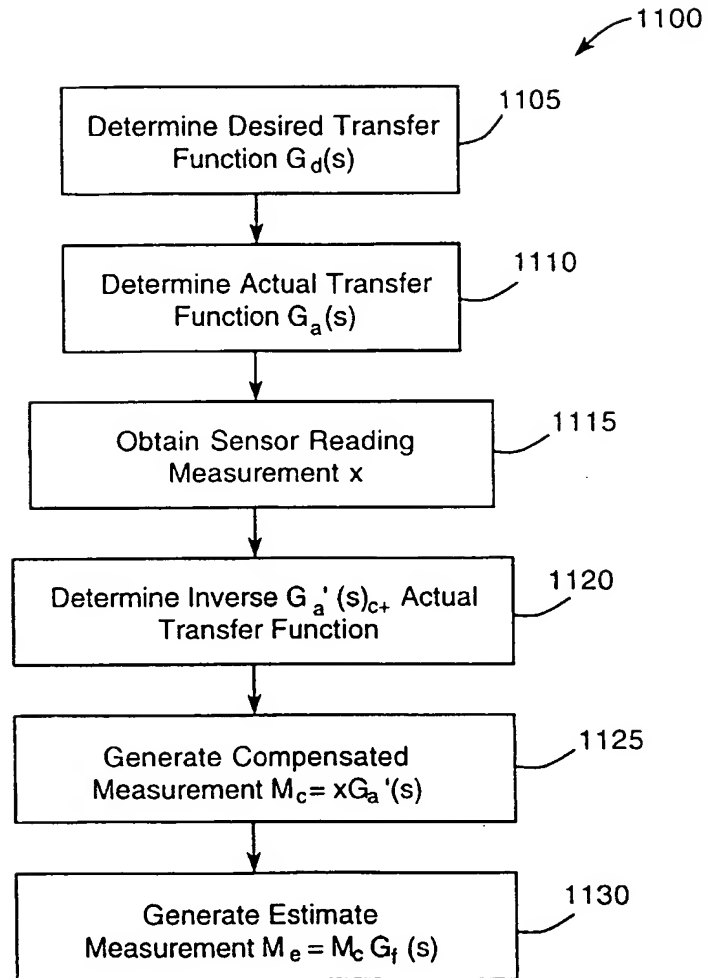 1100
1105
Determine Desired Transfer
Function G_d(s)
1110
Determine Actual Transfer
Function G_a(s)
1115
Obtain Sensor Reading
Measurement x
1120
Determine Inverse G_a'(s)_c+ Actual
Transfer Function
1125
Generate Compensated
Measurement M_c= xG_a'(s)
1130
Generate Estimate
Measurement M_e = M_c G_f (s)